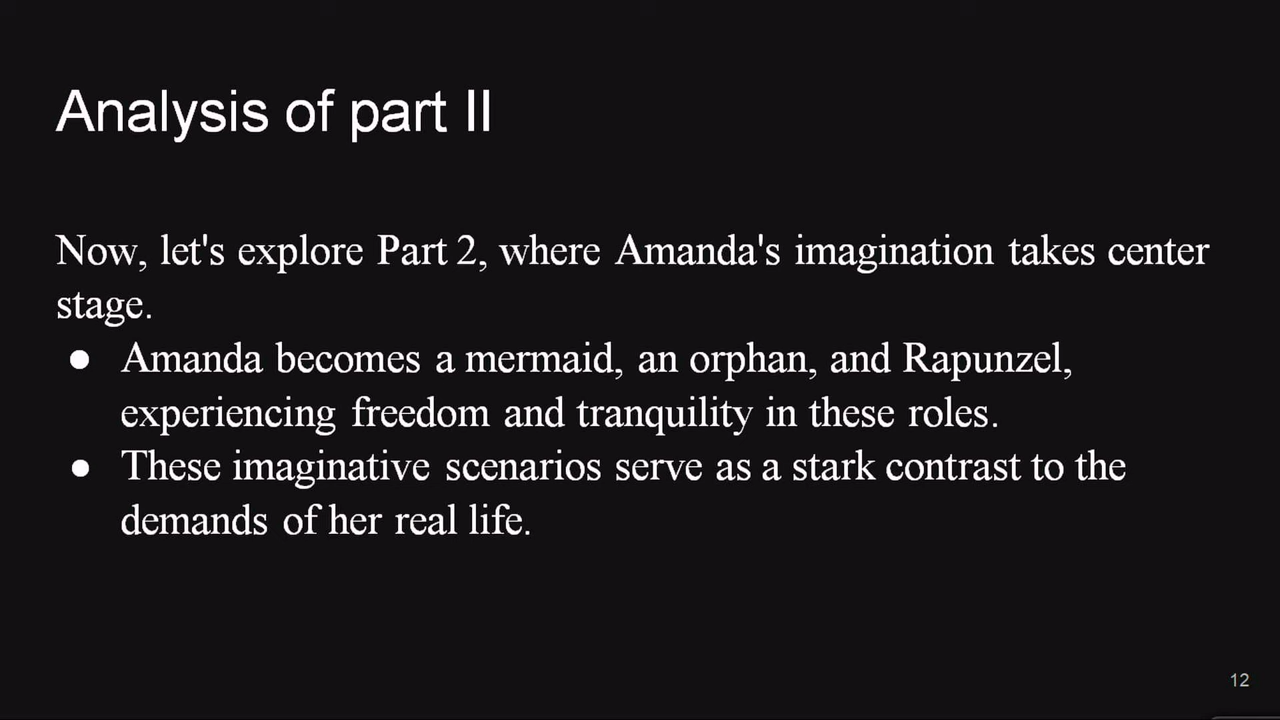 Analysis of part II
Now, let's explore Part 2, where Amanda's imagination takes center
stage.
● Amanda becomes a mermaid, an orphan, and Rapunzel,
experiencing freedom and tranquility in these roles.
● These imaginative scenarios serve as a stark contrast to the
demands of her real life.
12